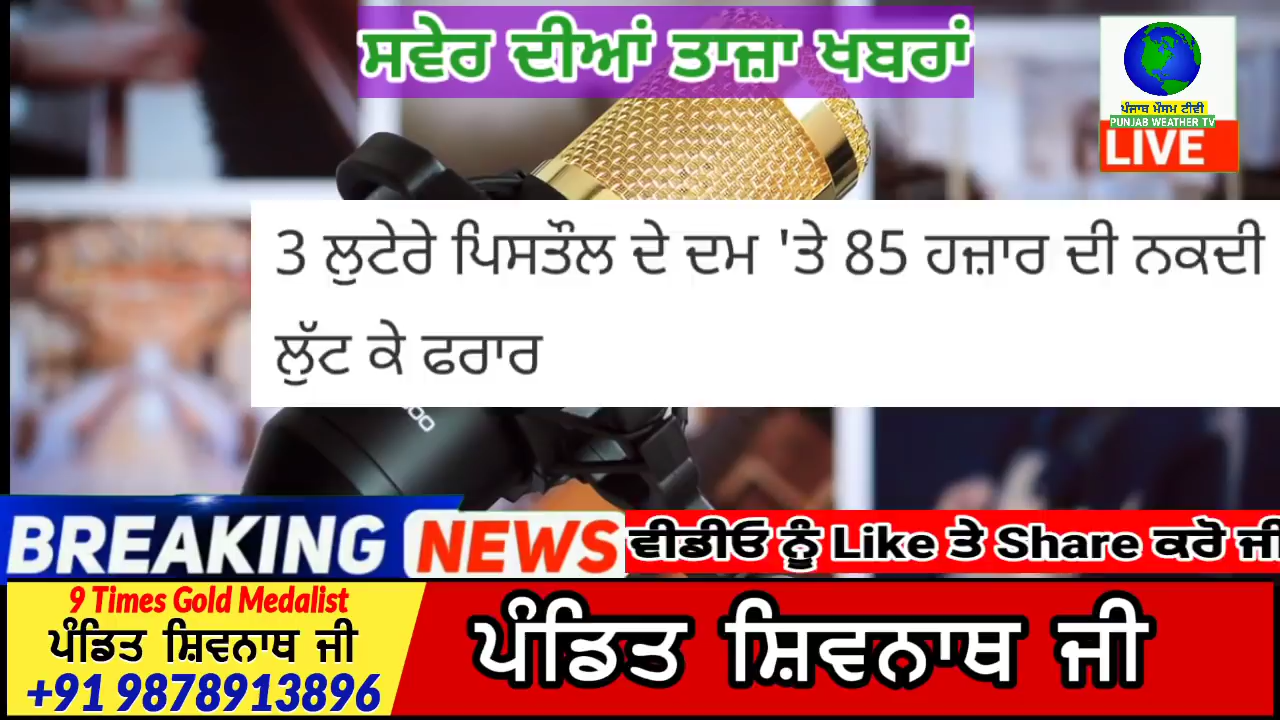 ਸਵੇਰ ਦੀਆਂ ਤਾਜ਼ਾ ਖਬਰਾਂ
ਪੰਜਾਬ ਮੌਸਮ ਟੀਵੀ
PUNJAB WEATHER TV
LIVE
3 ਲੁਟੇਰੇ ਪਿਸਤੌਲ ਦੇ ਦਮ 'ਤੇ 85 ਹਜ਼ਾਰ ਦੀ ਨਕਦੀ
ਲੁੱਟ ਕੇ ਫਰਾਰ
BREAKING NEWS
ਵੀਡੀਓ ਨੂੰ Like ਤੇ Share ਕਰੋ ਜੀ
9 Times Gold Medalist
ਪੰਡਿਤ ਸ਼ਿਵਨਾਥ ਜੀ
+91 9878913896
ਪੰਡਿਤ ਸ਼ਿਵਨਾਥ ਜੀ